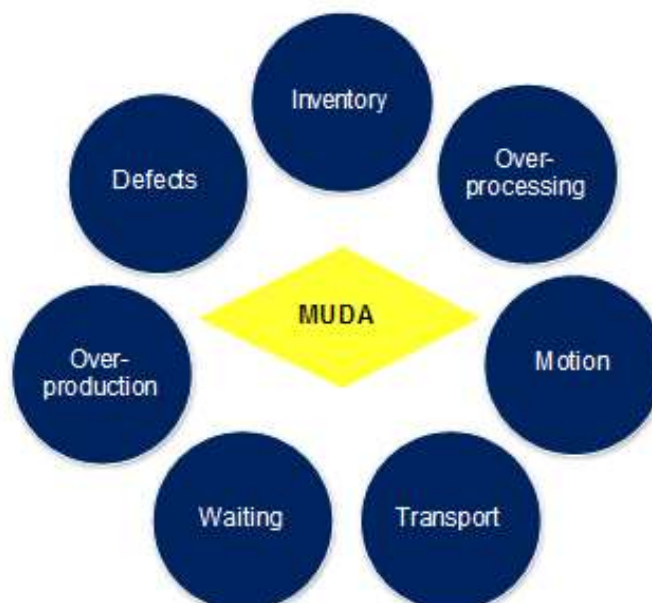 Inventory
Over-
processing
Motion
Transport
Waiting
Over-
production
Defects
MUDA